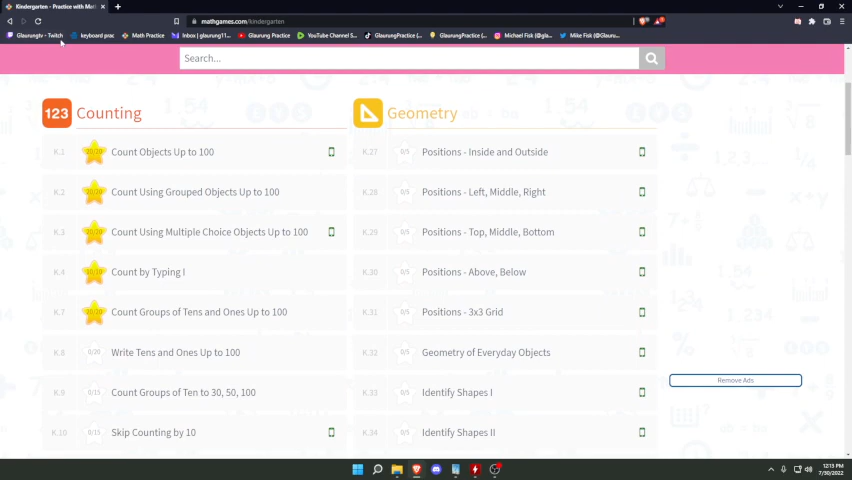 Kindergarten - Practice with Math
mathgames.com/kindergarten
Glaurungtv - Twitch
keyboard prac
Math Practice
Inbox | glaurung11...
Glaurung Practice
YouTube Channel S...
GlaurungPractice (...
GlaurungPractice (...
Michael Fisk (@gla...
Mike Fisk (@Glauru...
Search...
123 Counting
K.1 20/20 Count Objects Up to 100
K.2 20/20 Count Using Grouped Objects Up to 100
K.3 20/20 Count Using Multiple Choice Objects Up to 100
K.4 Count by Typing I
K.7 20/20 Count Groups of Tens and Ones Up to 100
K.8 0/20 Write Tens and Ones Up to 100
K.9 0/15 Count Groups of Ten to 30, 50, 100
K.10 0/15 Skip Counting by 10
Geometry
K.27 0/5 Positions - Inside and Outside
K.28 0/5 Positions - Left, Middle, Right
K.29 0/5 Positions - Top, Middle, Bottom
K.30 0/5 Positions - Above, Below
K.31 0/5 Positions - 3x3 Grid
K.32 0/5 Geometry of Everyday Objects
K.33 0/5 Identify Shapes I
K.34 0/5 Identify Shapes II
Remove Ads
12:13 PM
7/30/2022